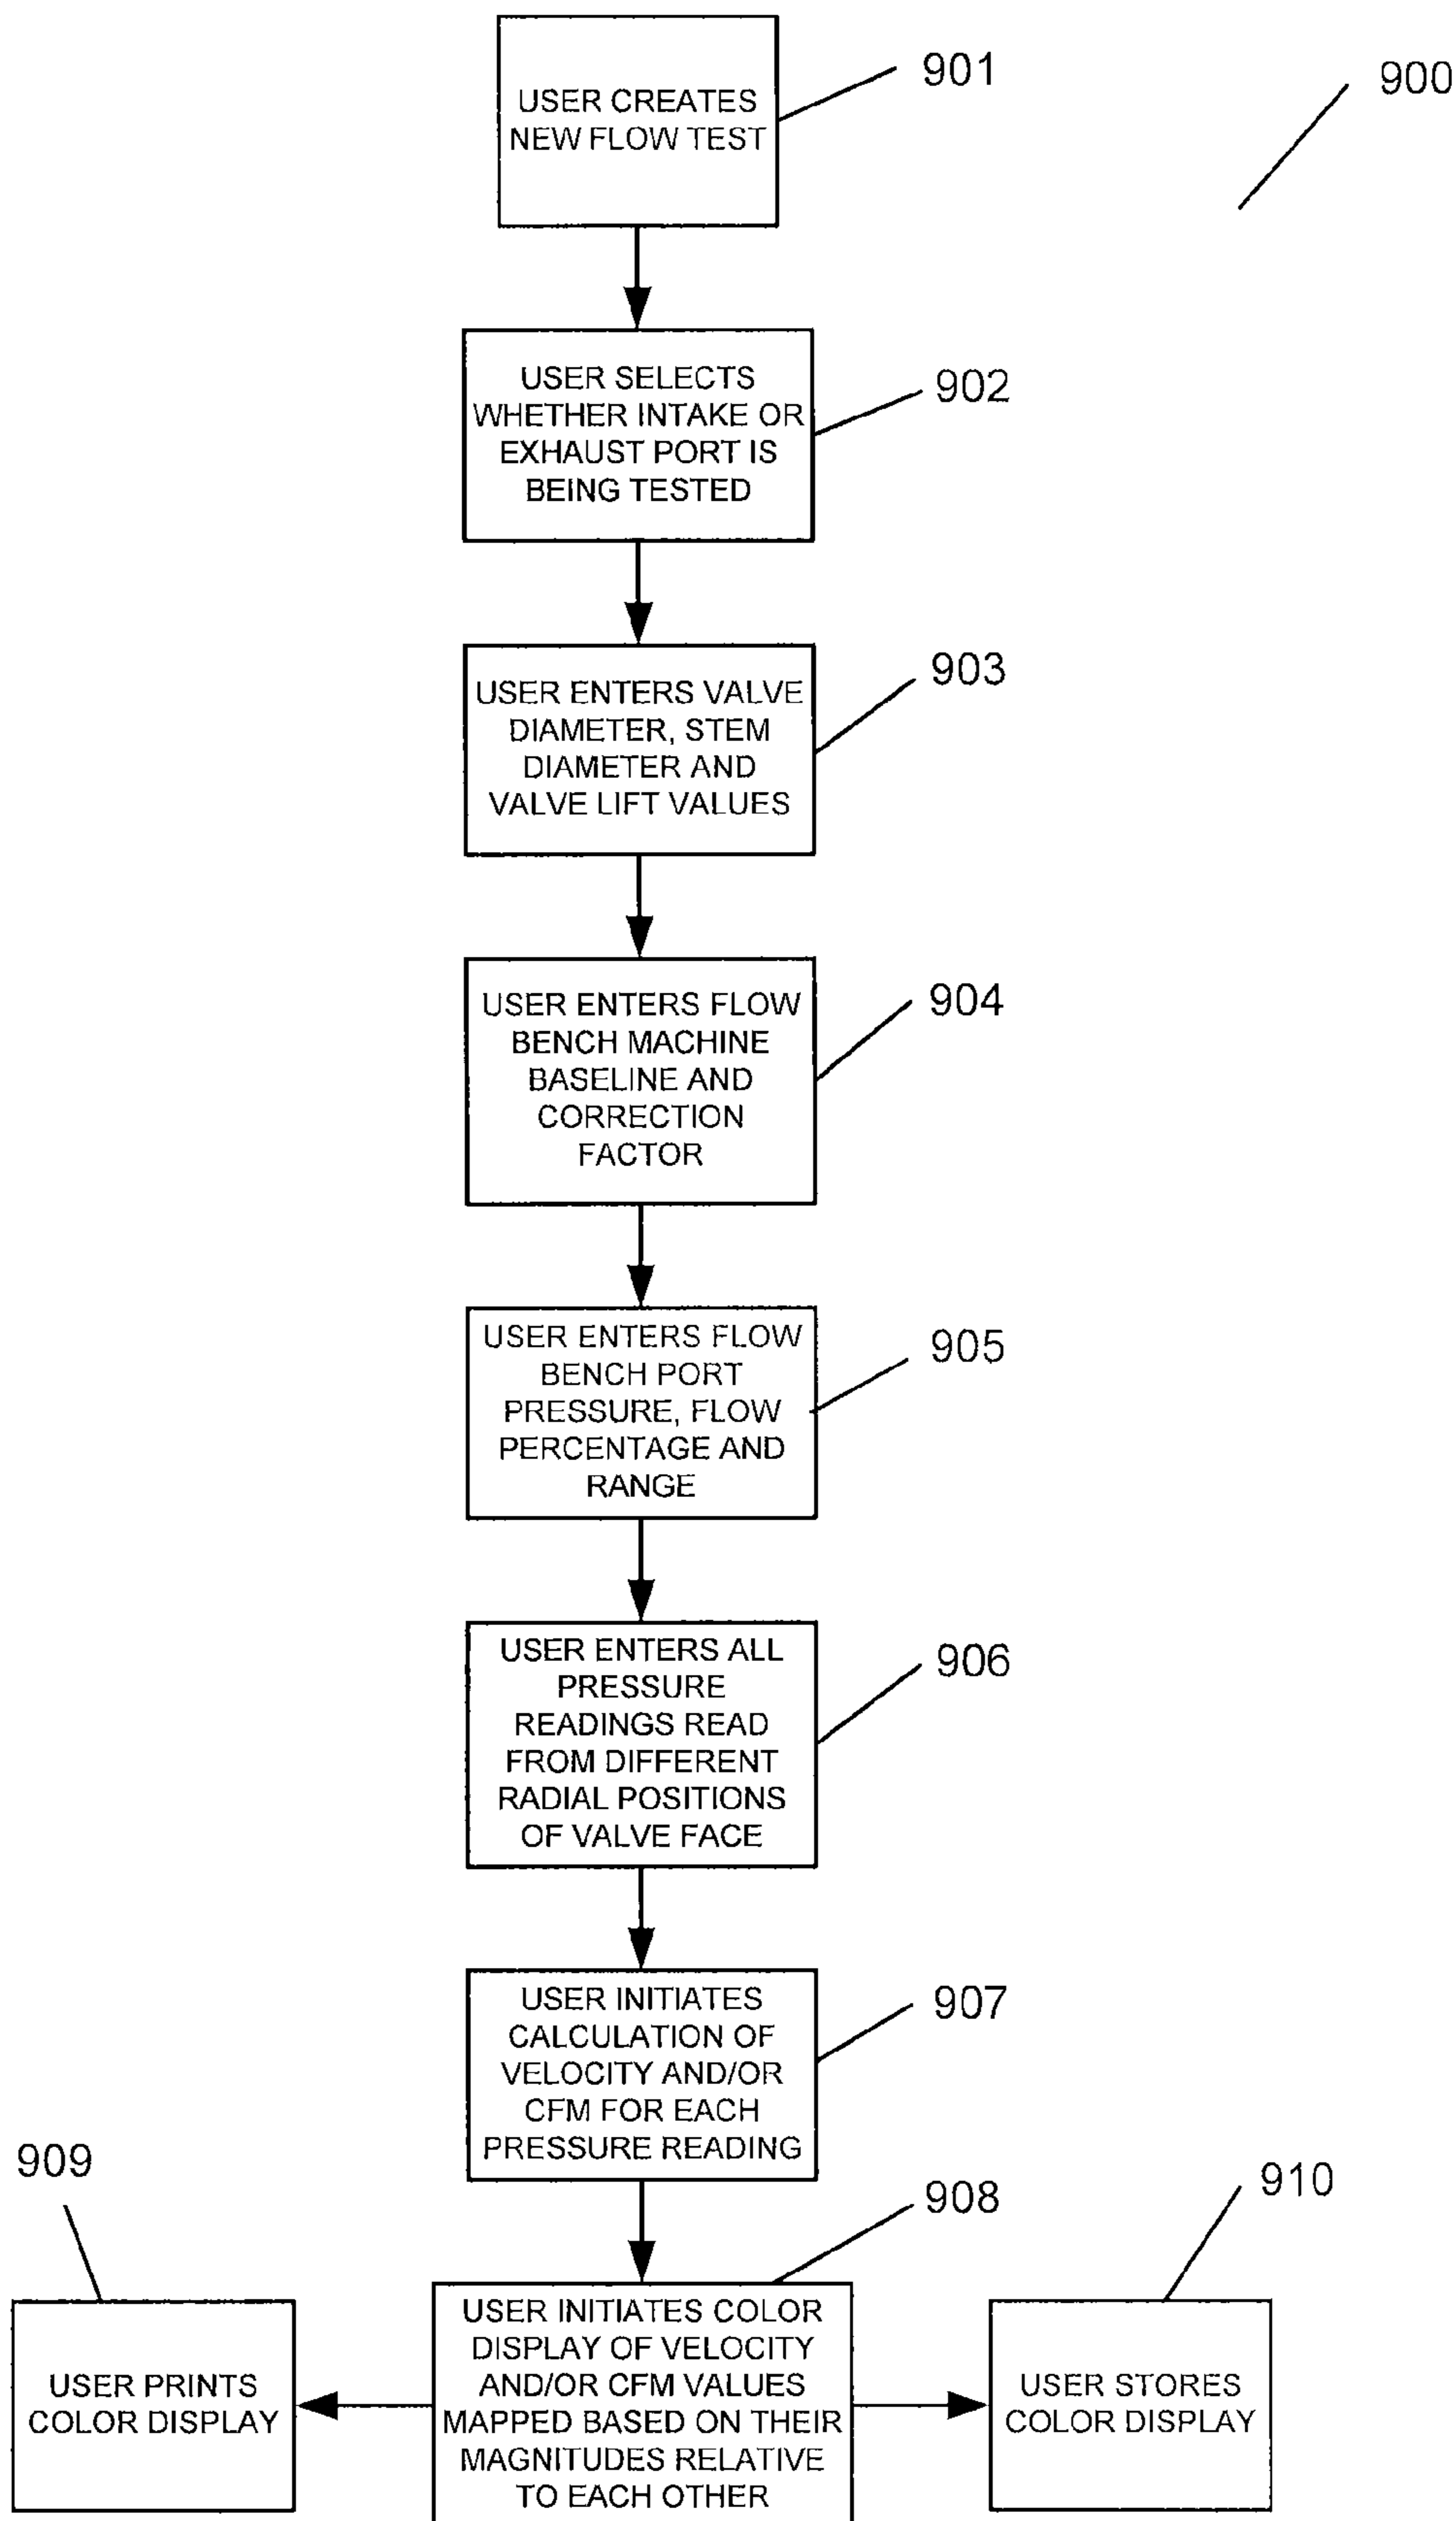 901
900
USER CREATES
NEW FLOW TEST
902
USER SELECTS
WHETHER INTAKE OR
EXHAUST PORT IS
BEING TESTED
903
USER ENTERS VALVE
DIAMETER, STEM
DIAMETER AND
VALVE LIFT VALUES
904
USER ENTERS FLOW
BENCH MACHINE
BASELINE AND
CORRECTION
FACTOR
905
USER ENTERS FLOW
BENCH PORT
PRESSURE, FLOW
PERCENTAGE AND
RANGE
906
USER ENTERS ALL
PRESSURE
READINGS READ
FROM DIFFERENT
RADIAL POSITIONS
OF VALVE FACE
907
USER INITIATES
CALCULATION OF
VELOCITY AND/OR
CFM FOR EACH
PRESSURE READING
909
908
910
USER PRINTS
COLOR DISPLAY
USER INITIATES COLOR
DISPLAY OF VELOCITY
AND/OR CFM VALUES
MAPPED BASED ON THEIR
MAGNITUDES RELATIVE
TO EACH OTHER
USER STORES
COLOR DISPLAY